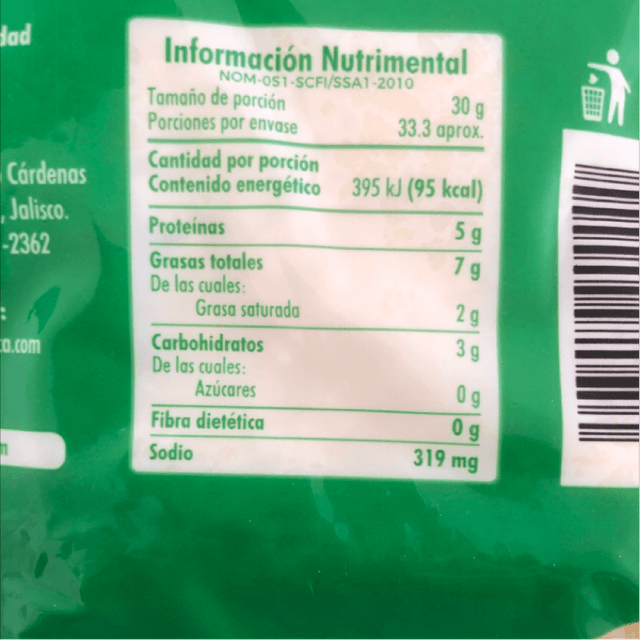 dad
Cárdenas
, Jalisco.
-2362
:
ca.com
Información Nutrimental
NOM-051-SCFI/SSA1-2010
Tamaño de porción 30 g
Porciones por envase 33.3 aprox.
Cantidad por porción
Contenido energético 395 kJ (95 kcal)
Proteínas 5 g
Grasas totales 7 g
De las cuales:
Grasa saturada 2 g
Carbohidratos 3 g
De las cuales:
Azúcares 0 g
Fibra dietética 0 g
Sodio 319 mg